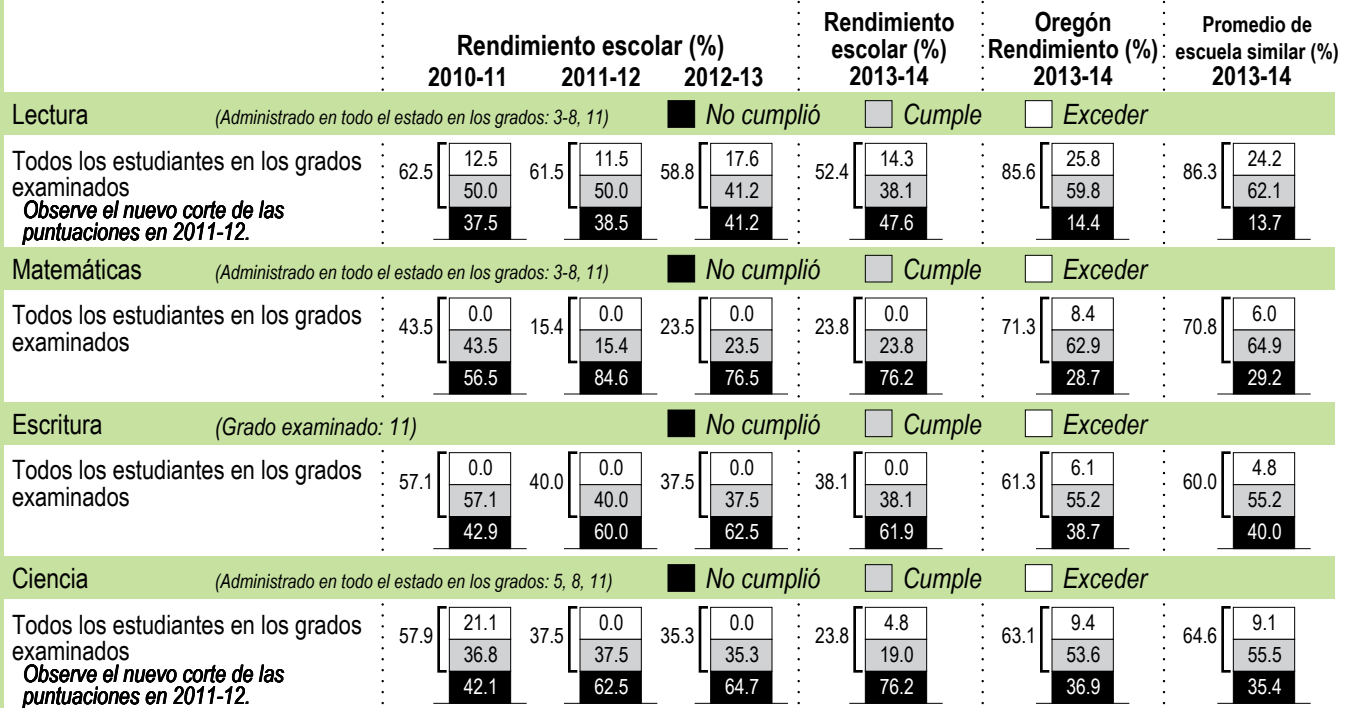 Rendimiento escolar (%)
2010-11 2011-12 2012-13
Rendimiento
escolar (%)
2013-14
Oregón
Rendimiento (%)
2013-14
Promedio de
escuela similar (%)
2013-14
Lectura (Administrado en todo el estado en los grados: 3-8, 11) No cumplió Cumple Exceder
Todos los estudiantes en los grados
examinados
Observe el nuevo corte de las
puntuaciones en 2011-12.
62.5 12.5 61.5 11.5 58.8 17.6 52.4 14.3 85.6 25.8 86.3 24.2
50.0 50.0 41.2 38.1 59.8 62.1
37.5 38.5 41.2 47.6 14.4 13.7
Matemáticas (Administrado en todo el estado en los grados: 3-8, 11) No cumplió Cumple Exceder
Todos los estudiantes en los grados
examinados
43.5 0.0 15.4 0.0 23.5 0.0 23.8 0.0 71.3 8.4 70.8 6.0
43.5 15.4 23.5 23.8 62.9 64.9
56.5 84.6 76.5 76.2 28.7 29.2
Escritura (Grado examinado: 11) No cumplió Cumple Exceder
Todos los estudiantes en los grados
examinados
57.1 0.0 40.0 0.0 37.5 0.0 38.1 0.0 61.3 6.1 60.0 4.8
57.1 40.0 37.5 38.1 55.2 55.2
42.9 60.0 62.5 61.9 38.7 40.0
Ciencia (Administrado en todo el estado en los grados: 5, 8, 11) No cumplió Cumple Exceder
Todos los estudiantes en los grados
examinados
Observe el nuevo corte de las
puntuaciones en 2011-12.
57.9 21.1 37.5 0.0 35.3 0.0 23.8 4.8 63.1 9.4 64.6 9.1
36.8 37.5 35.3 19.0 53.6 55.5
42.1 62.5 64.7 76.2 36.9 35.4